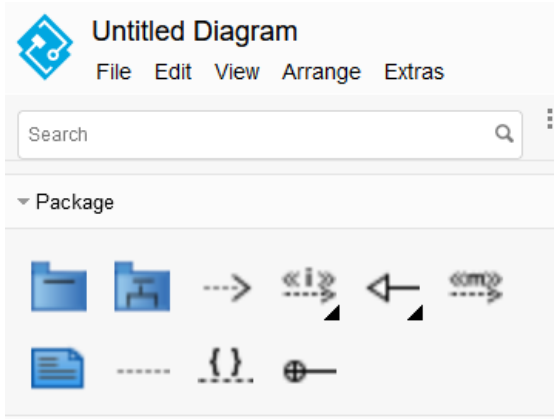 Untitled Diagram
File Edit View Arrange Extras
Search
Package
«i» «m»
{ }